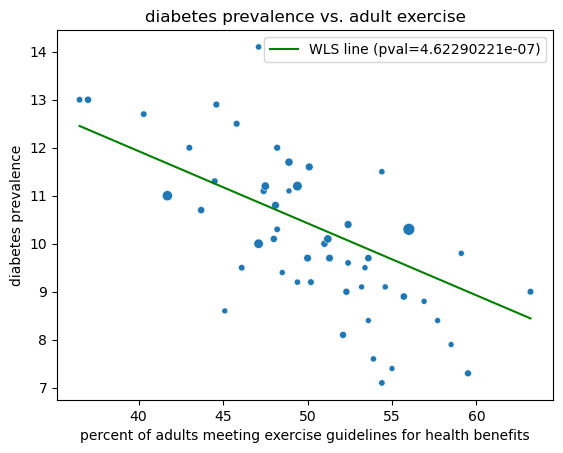 diabetes prevalence vs. adult exercise
WLS line (pval=4.62290221e-07)
diabetes prevalence
14
13
12
11
10
9
8
7
40 45 50 55 60
percent of adults meeting exercise guidelines for health benefits